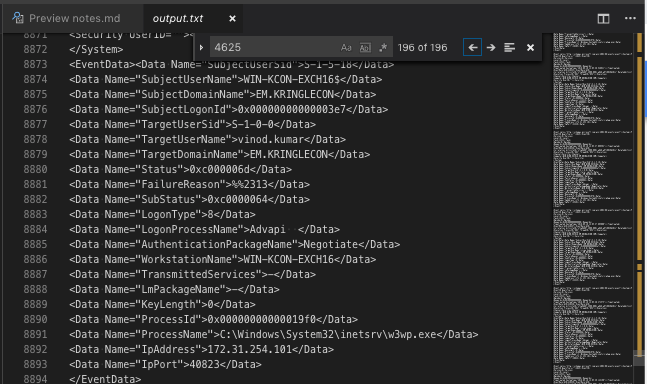 Preview notes.md
output.txt
4625
Aa
Abl
.*
196 of 196
8871
<Security UserID=
8872 </System>
8873 <EventData><Data Name="SubjectUserSid">S-1-5-18</Data>
8874 <Data Name="SubjectUserName">WIN-KCON-EXCH16$</Data>
8875 <Data Name="SubjectDomainName">EM.KRINGLECON</Data>
8876 <Data Name="SubjectLogonId">0x00000000000003e7</Data>
8877 <Data Name="TargetUserSid">S-1-0-0</Data>
8878 <Data Name="TargetUserName">vinod.kumar</Data>
8879 <Data Name="TargetDomainName">EM.KRINGLECON</Data>
8880 <Data Name="Status">0xc000006d</Data>
8881 <Data Name="FailureReason">%%2313</Data>
8882 <Data Name="SubStatus">0xc0000064</Data>
8883 <Data Name="LogonType">8</Data>
8884 <Data Name="LogonProcessName">Advapi  </Data>
8885 <Data Name="AuthenticationPackageName">Negotiate</Data>
8886 <Data Name="WorkstationName">WIN-KCON-EXCH16</Data>
8887 <Data Name="TransmittedServices">-</Data>
8888 <Data Name="LmPackageName">-</Data>
8889 <Data Name="KeyLength">0</Data>
8890 <Data Name="ProcessId">0x00000000000019f0</Data>
8891 <Data Name="ProcessName">C:\Windows\System32\inetsrv\w3wp.exe</Data>
8892 <Data Name="IpAddress">172.31.254.101</Data>
8893 <Data Name="IpPort">40823</Data>
8894 </EventData>